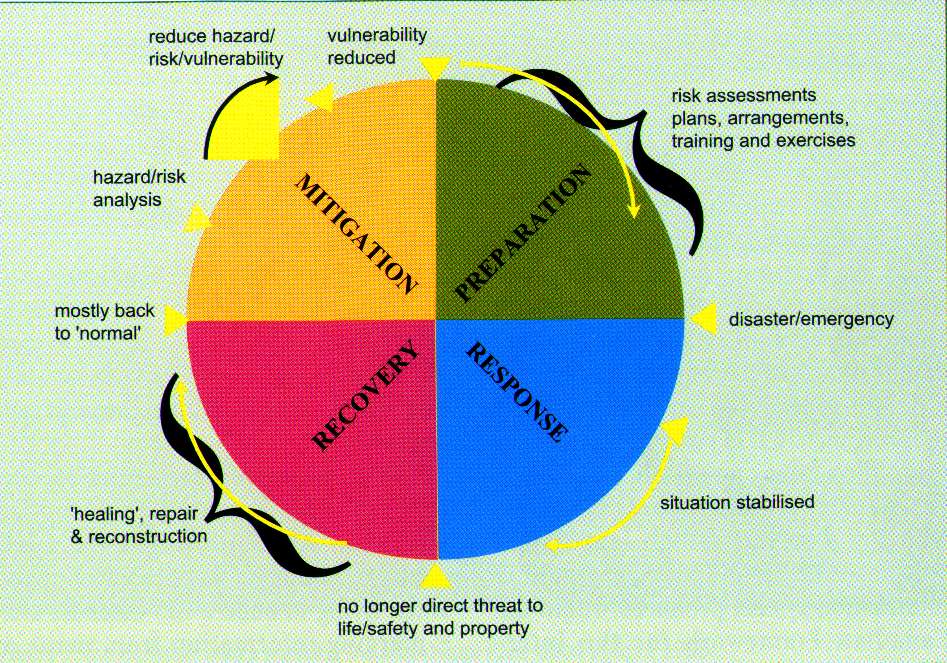 reduce hazard/
risk/vulnerability
vulnerability
reduced
risk assessments
plans, arrangements,
training and exercises
hazard/risk
analysis
MITIGATION
PREPARATION
mostly back
to 'normal'
disaster/emergency
RECOVERY
RESPONSE
'healing', repair
& reconstruction
situation stabilised
no longer direct threat to
life/safety and property